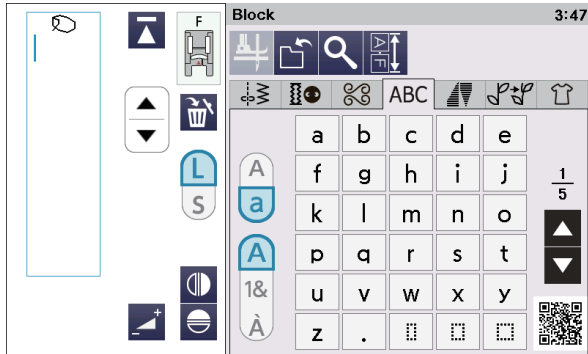 F
L
S
Block
3:47
A-F
ABC
A
a
A
1&
À
a b c d e
f g h i j
k l m n o
p q r s t
u v w x y
z .
1
5